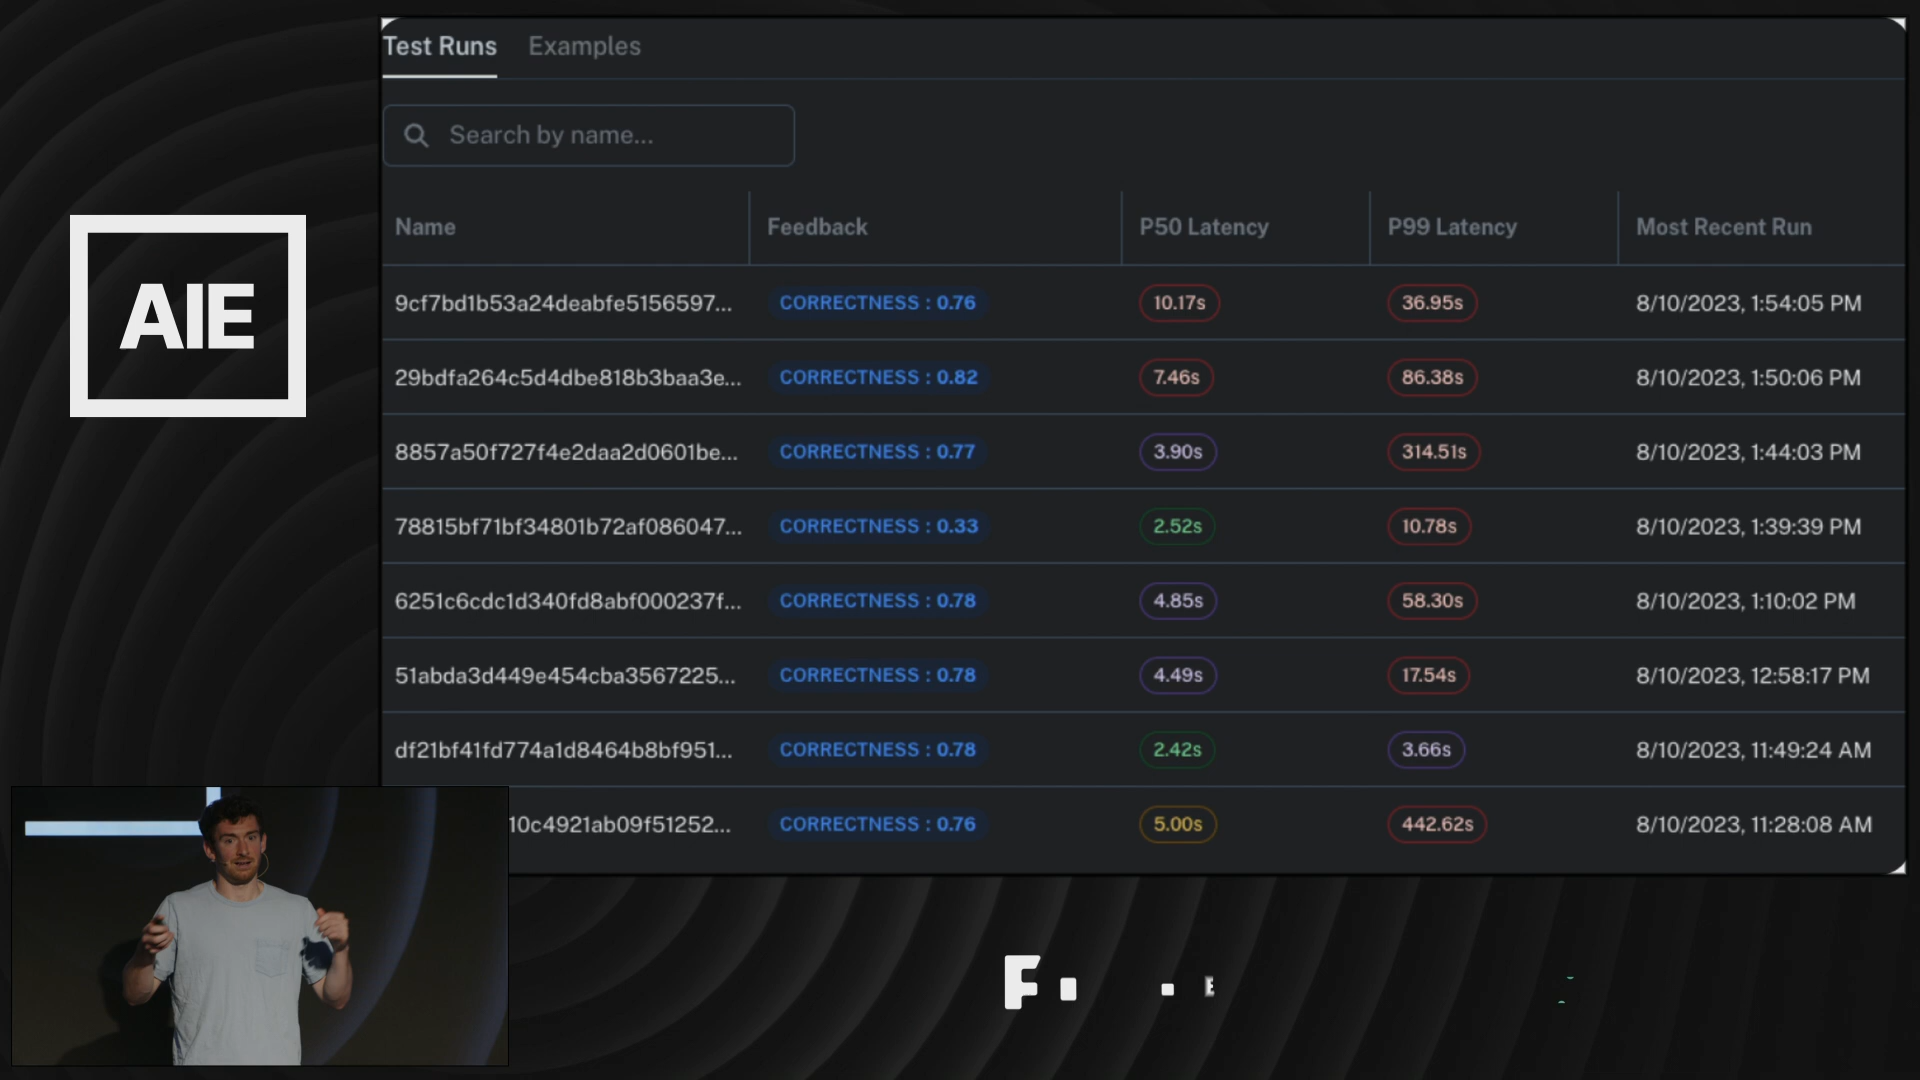 Test Runs Examples
Search by name...
Name Feedback P50 Latency P99 Latency Most Recent Run
9cf7bd1b53a24deabfe5156597... CORRECTNESS : 0.76 10.17s 36.95s 8/10/2023, 1:54:05 PM
29bdfa264c5d4dbe818b3baa3e... CORRECTNESS : 0.82 7.46s 86.38s 8/10/2023, 1:50:06 PM
8857a50f727f4e2daa2d0601be... CORRECTNESS : 0.77 3.90s 314.51s 8/10/2023, 1:44:03 PM
78815bf71bf34801b72af086047... CORRECTNESS : 0.33 2.52s 10.78s 8/10/2023, 1:39:39 PM
6251c6cdc1d340fd8abf000237f... CORRECTNESS : 0.78 4.85s 58.30s 8/10/2023, 1:10:02 PM
51abda3d449e454cba3567225... CORRECTNESS : 0.78 4.49s 17.54s 8/10/2023, 12:58:17 PM
df21bf41fd774a1d8464b8bf951... CORRECTNESS : 0.78 2.42s 3.66s 8/10/2023, 11:49:24 AM
10c4921ab09f51252... CORRECTNESS : 0.76 5.00s 442.62s 8/10/2023, 11:28:08 AM
AIE